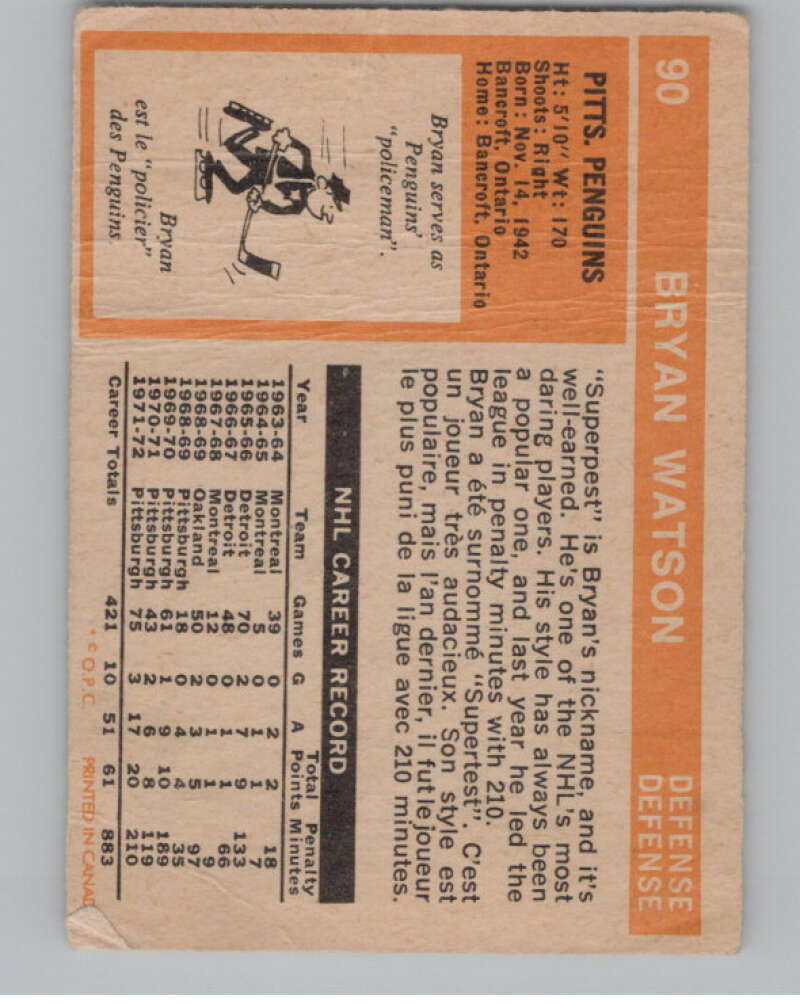 90 BRYAN WATSON DEFENSE
DEFENSE
PITTS. PENGUINS
Ht: 5'10" Wt: 170
Shoots: Right
Born: Nov. 14, 1942
Bancroft, Ontario
Home: Bancroft, Ontario
Bryan serves as
Penguins'
"policeman".
Bryan
est le "policier"
des Penguins.
"Superpest" is Bryan's nickname, and it's
well-earned. He's one of the NHL's most
daring players. His style has always been
a popular one, and last year he led the
league in penalty minutes with 210.
Bryan a été surnommé "Supertest". C'est
un joueur très audacieux. Son style est
populaire, mais l'an dernier, il fut le joueur
le plus puni de la ligue avec 210 minutes.
NHL CAREER RECORD
Total Penalty
Year Team Games G A Points Minutes
1963-64 Montreal 39 0 2 2 18
1964-65 Montreal 5 0 1 1 7
1965-66 Detroit 70 2 7 9 133
1966-67 Detroit 48 0 1 1 66
1967-68 Montreal 12 0 1 1 9
1968-69 Oakland 50 2 3 5 97
1968-69 Pittsburgh 18 0 4 4 35
1969-70 Pittsburgh 61 1 9 10 189
1970-71 Pittsburgh 43 2 6 8 119
1971-72 Pittsburgh 75 3 17 20 210
Career Totals 421 10 51 61 883
* © O.P.C. PRINTED IN CANAD